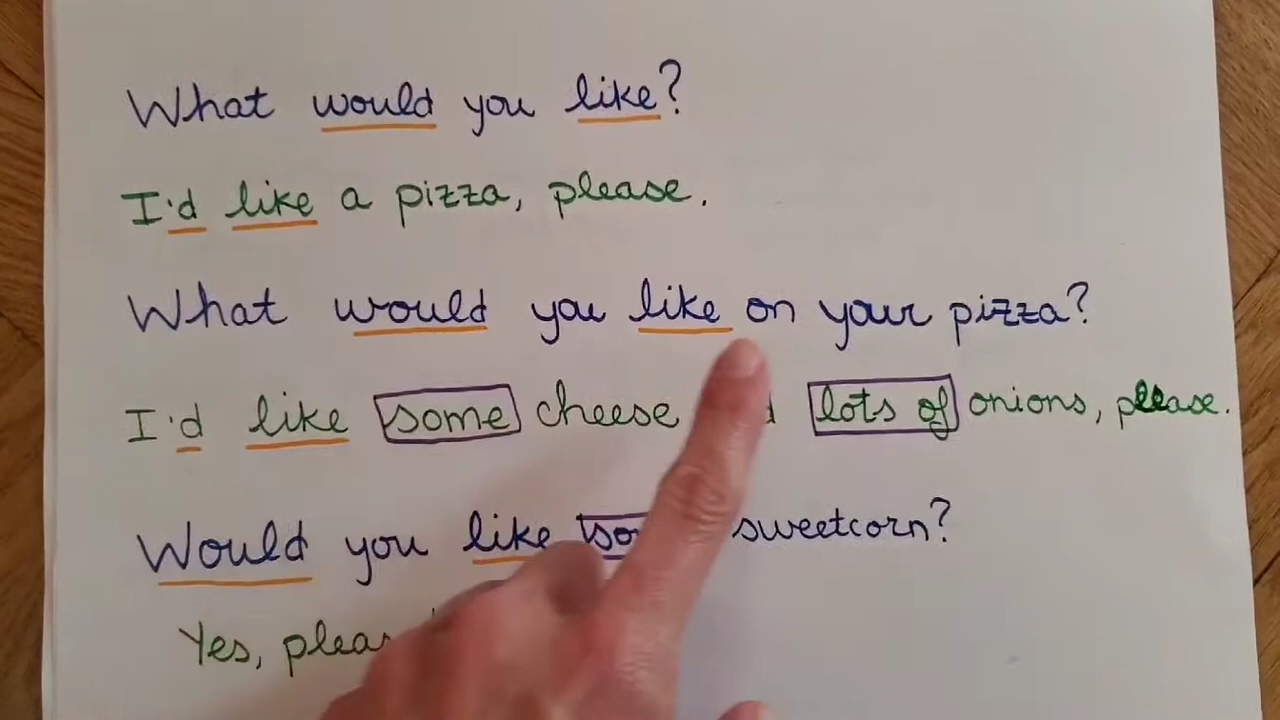 What would you like?
I'd like a pizza, please.
What would you like on your pizza?
I'd like some cheese lots of onions, please.
Would you like sweetcorn?
Yes,